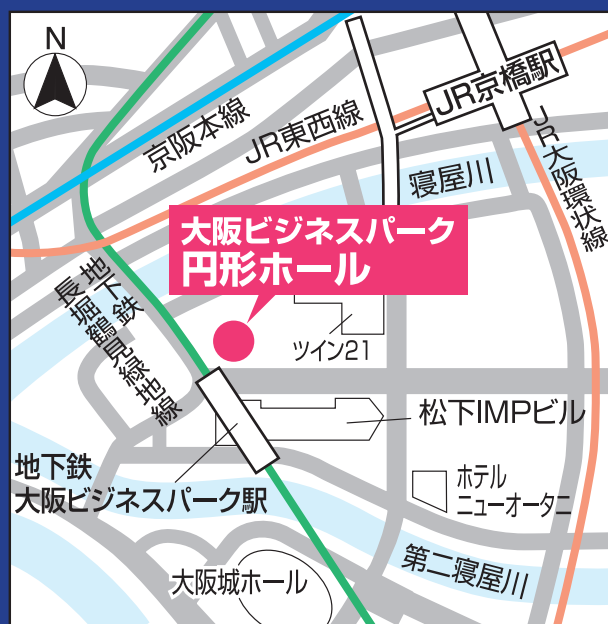 N
京阪本線
JR東西線
JR京橋駅
JR大阪環状線
寝屋川
大阪ビジネスパーク
円形ホール
地下鉄
長堀鶴見緑地線
ツイン21
松下IMPビル
地下鉄
大阪ビジネスパーク駅
ホテル
ニューオータニ
第二寝屋川
大阪城ホール